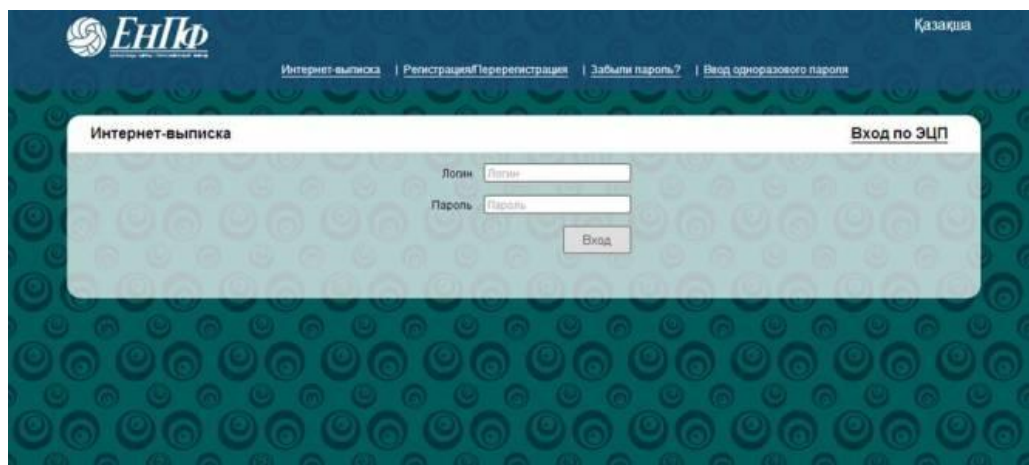 ЕнПф
Қазақша
Интернет-выписка | Регистрация/Перерегистрация | Забыли пароль? | Ввод одноразового пароля
Интернет-выписка
Вход по ЭЦП
Логин Логин
Пароль Пароль
Вход